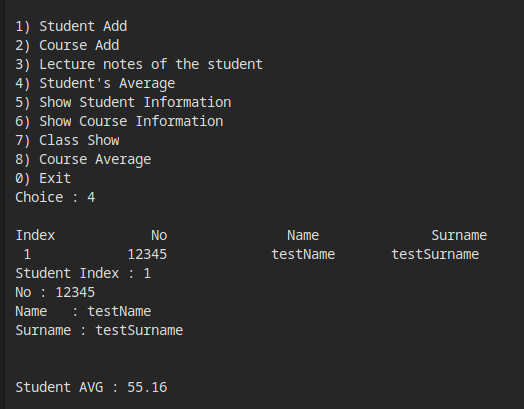 1) Student Add
2) Course Add
3) Lecture notes of the student
4) Student's Average
5) Show Student Information
6) Show Course Information
7) Class Show
8) Course Average
0) Exit
Choice : 4
Index No Name Surname
1 12345 testName testSurname
Student Index : 1
No : 12345
Name : testName
Surname : testSurname
Student AVG : 55.16